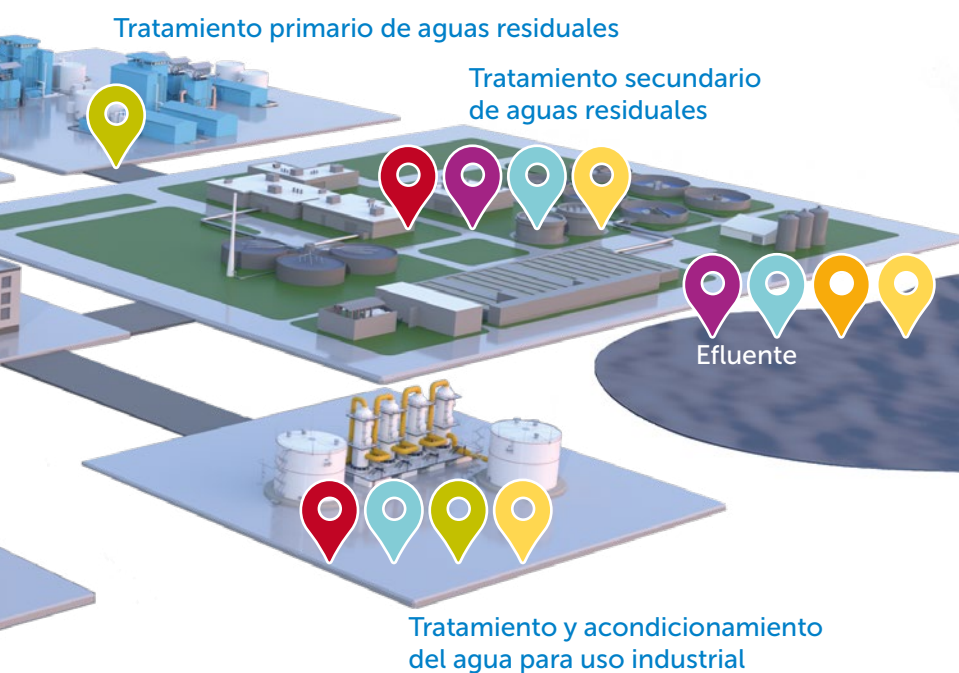 Tratamiento primario de aguas residuales
Tratamiento secundario
de aguas residuales
Efluente
Tratamiento y acondicionamiento
del agua para uso industrial